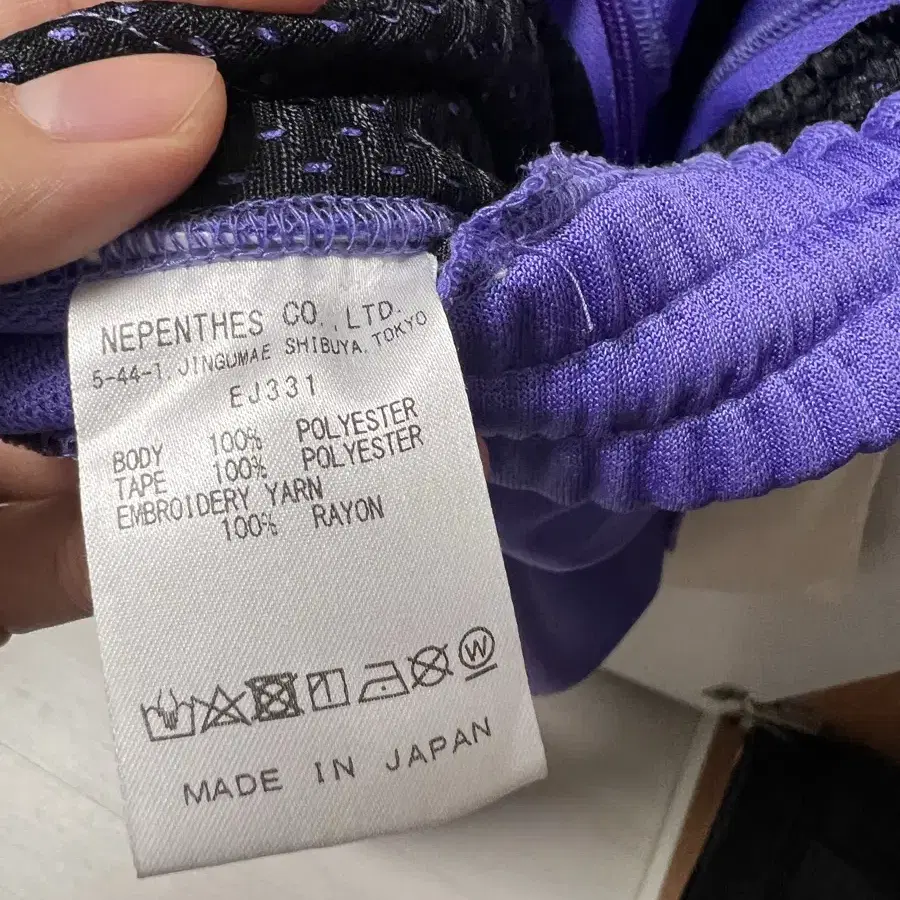 NEPENTHES CO.,LTD.
5-44-1, JINGUMAE SHIBUYA, TOKYO
EJ331
BODY 100% POLYESTER
TAPE 100% POLYESTER
EMBROIDERY YARN
100% RAYON
W
MADE IN JAPAN